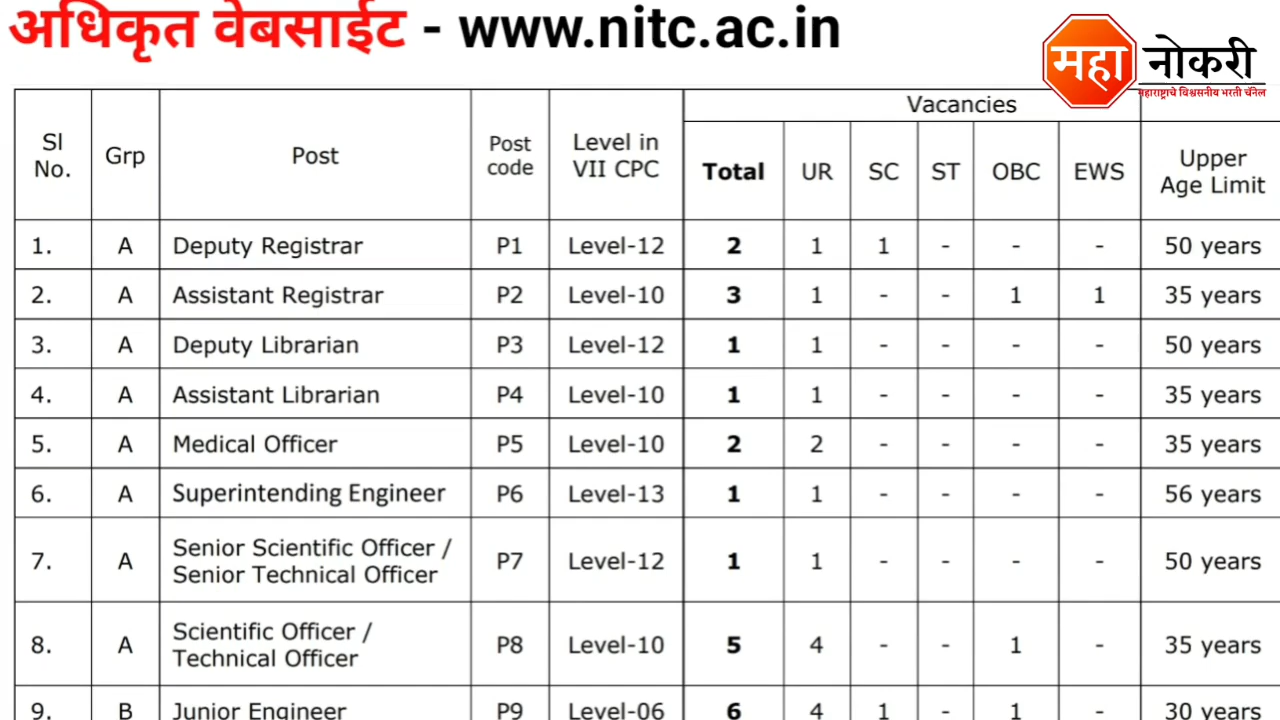 अधिकृत वेबसाईट - www.nitc.ac.in
महा नोकरी
महाराष्ट्राचे विश्वसनीय भरती चॅनेल
Vacancies
Sl No. Grp Post Post code Level in VII CPC Total UR SC ST OBC EWS Upper Age Limit
1. A Deputy Registrar P1 Level-12 2 1 1 - - - 50 years
2. A Assistant Registrar P2 Level-10 3 1 - - 1 1 35 years
3. A Deputy Librarian P3 Level-12 1 1 - - - - 50 years
4. A Assistant Librarian P4 Level-10 1 1 - - - - 35 years
5. A Medical Officer P5 Level-10 2 2 - - - - 35 years
6. A Superintending Engineer P6 Level-13 1 1 - - - - 56 years
7. A Senior Scientific Officer / Senior Technical Officer P7 Level-12 1 1 - - - - 50 years
8. A Scientific Officer / Technical Officer P8 Level-10 5 4 - - 1 - 35 years
9. B Junior Engineer P9 Level-06 6 4 1 - 1 - 30 years